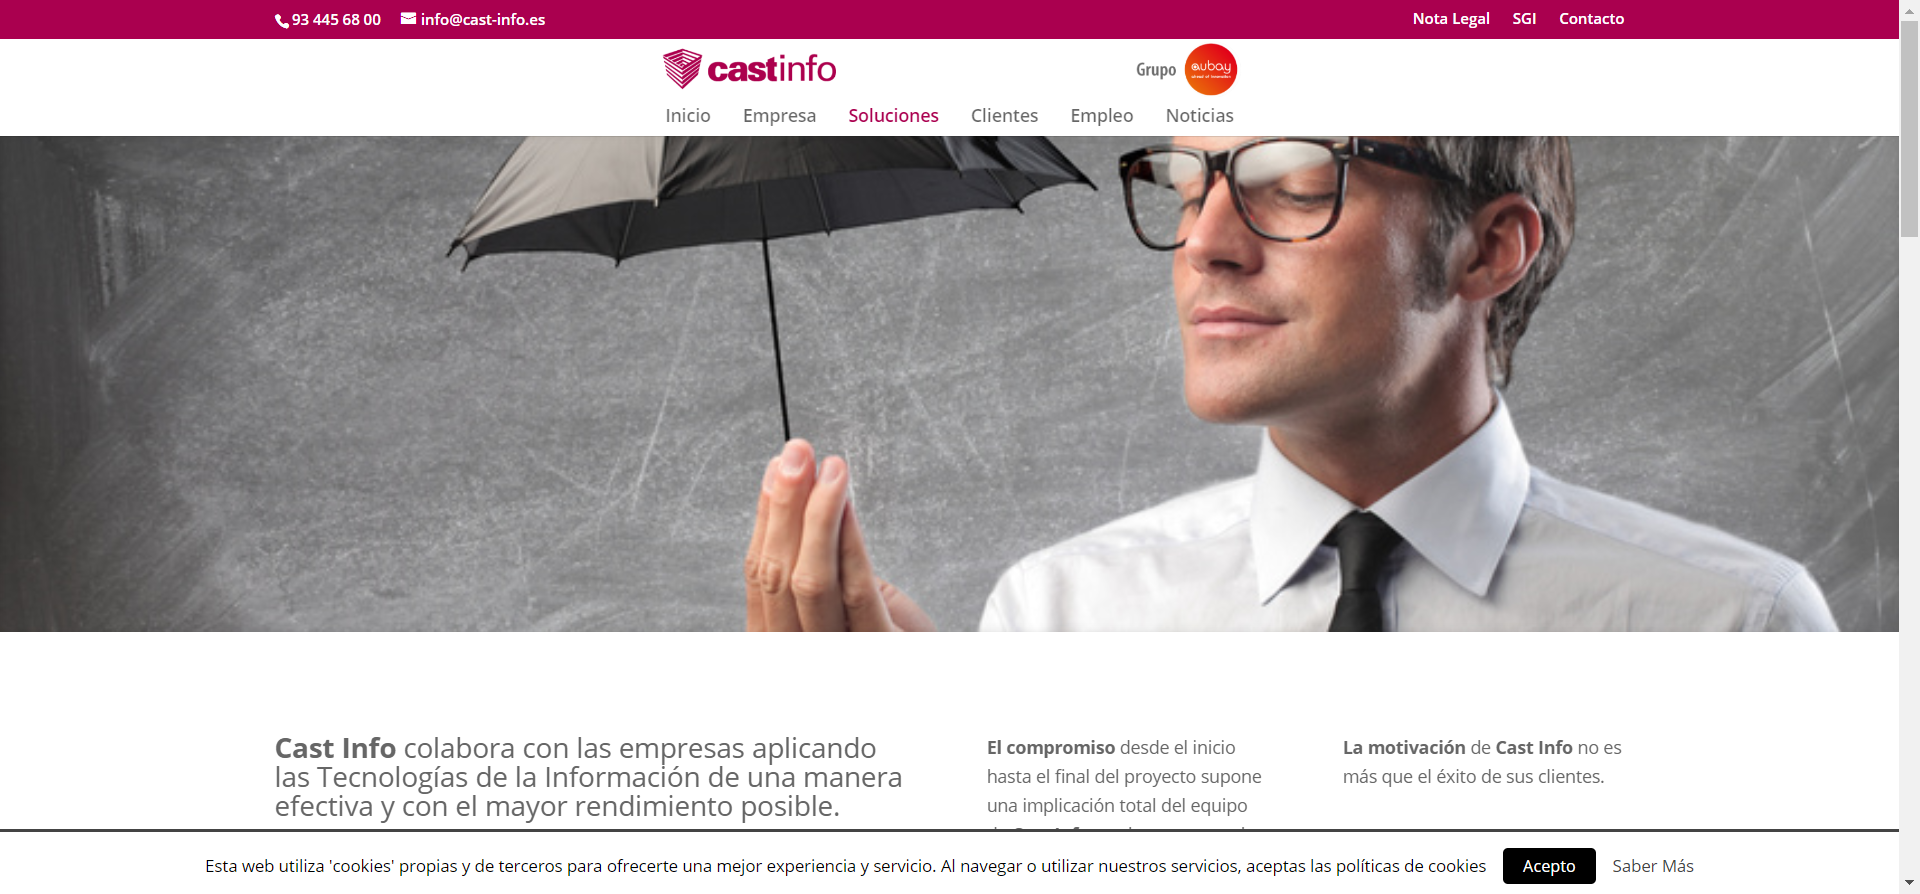 93 445 68 00 info@cast-info.es Nota Legal SGI Contacto
castinfo Grupo aubay
Inicio Empresa Soluciones Clientes Empleo Noticias
Cast Info colabora con las empresas aplicando
las Tecnologías de la Información de una manera
efectiva y con el mayor rendimiento posible.
El compromiso desde el inicio
hasta el final del proyecto supone
una implicación total del equipo
La motivación de Cast Info no es
más que el éxito de sus clientes.
Esta web utiliza 'cookies' propias y de terceros para ofrecerte una mejor experiencia y servicio. Al navegar o utilizar nuestros servicios, aceptas las políticas de cookies Acepto Saber Más